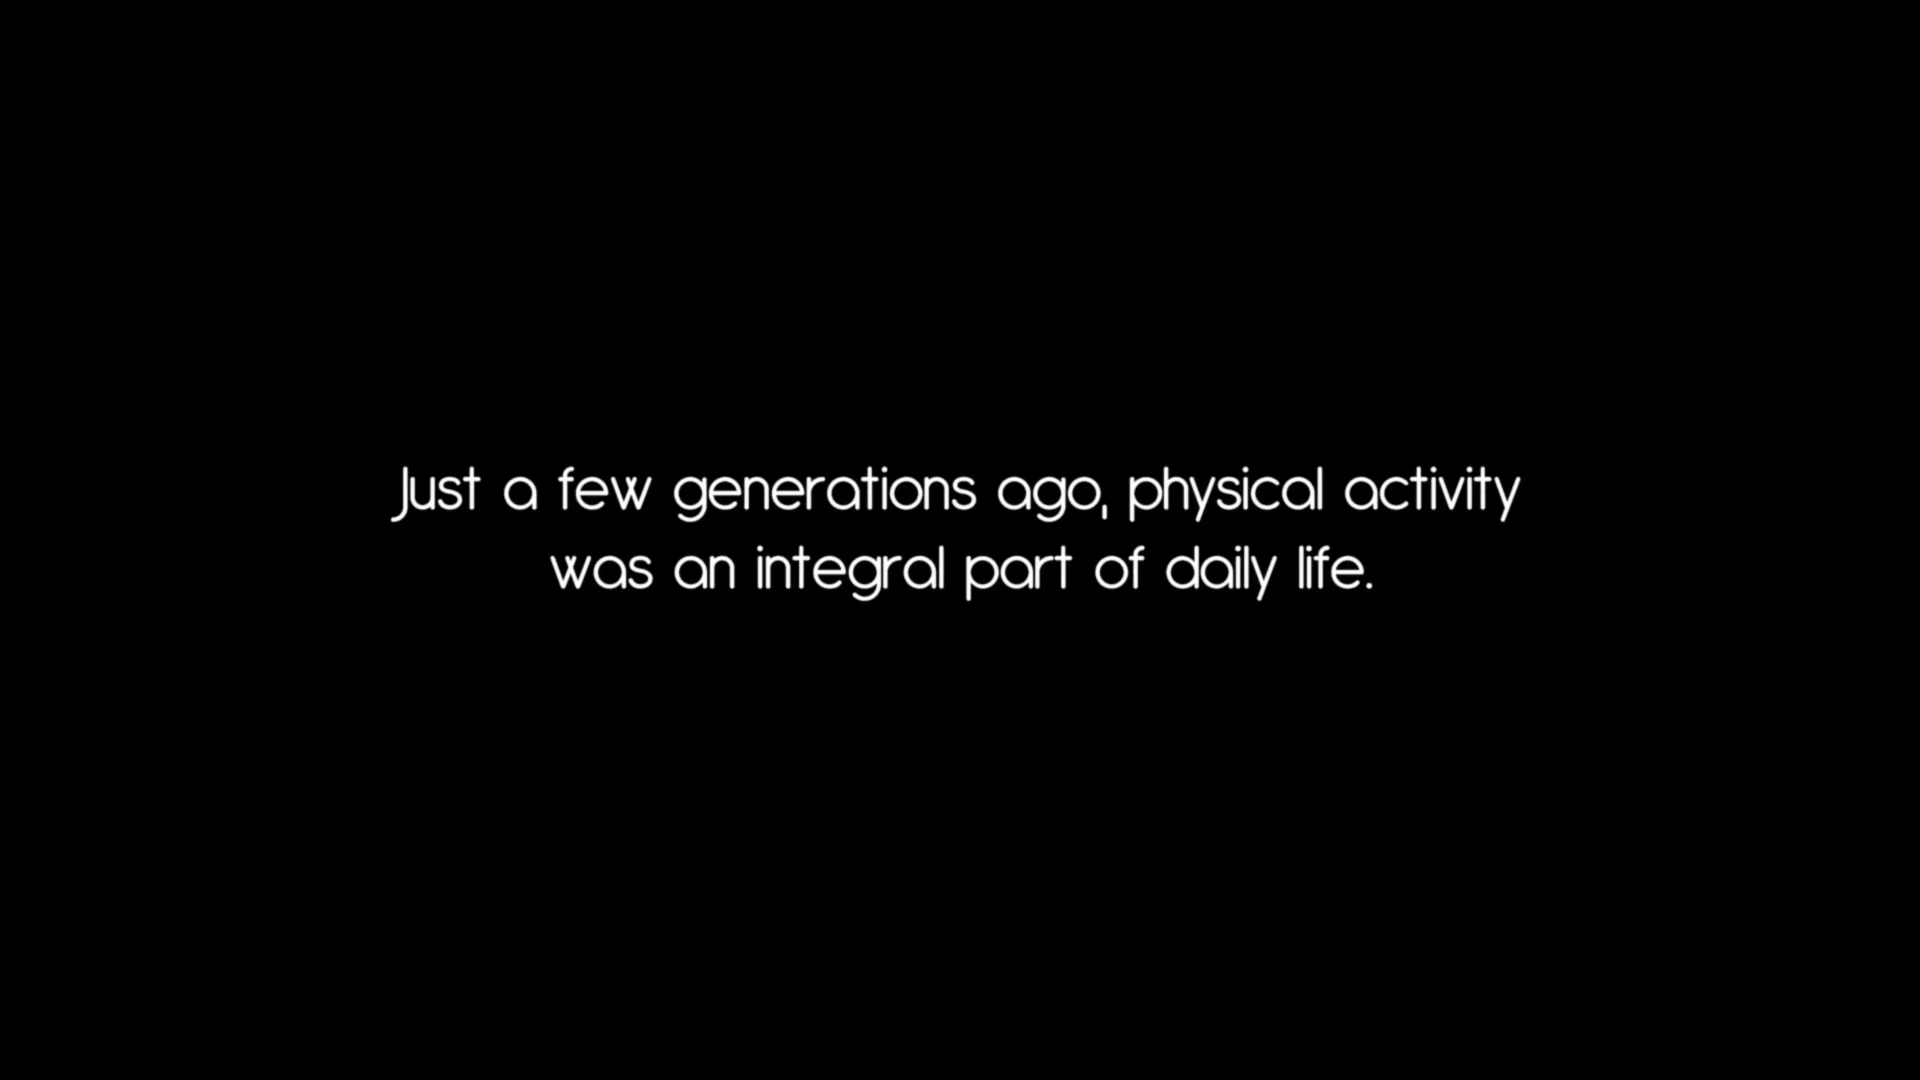 Just a few generations ago, physical activity
was an integral part of daily life.